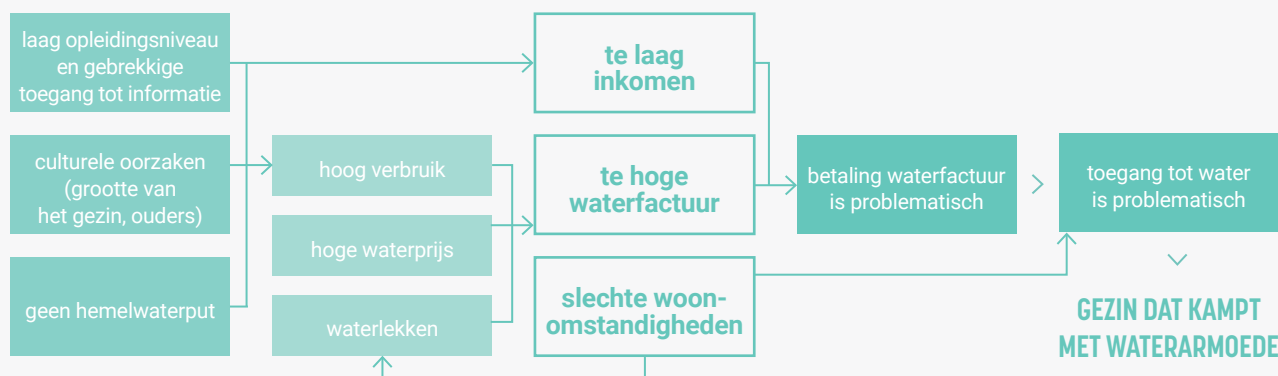 laag opleidingsniveau
en gebrekkige
toegang tot informatie
te laag
inkomen
culturele oorzaken
(grootte van
het gezin, ouders)
hoog verbruik
te hoge
waterfactuur
betaling waterfactuur
is problematisch
toegang tot water
is problematisch
hoge waterprijs
geen hemelwaterput
waterlekken
slechte woon-
omstandigheden
GEZIN DAT KAMPT
MET WATERARMOEDE